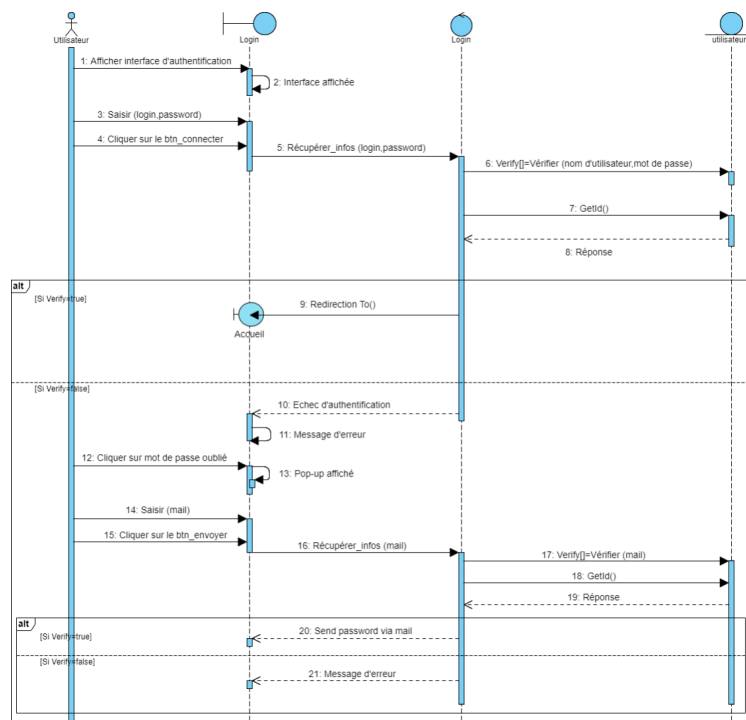 Utilisateur
Login
Login
utilisateur
1: Afficher interface d'authentification
2: Interface affichée
3: Saisir (login,password)
4: Cliquer sur le btn_connecter
5: Récupérer_infos (login,password)
6: Verify[]=Vérifier (nom d'utilisateur,mot de passe)
7: GetId()
8: Réponse
alt
[Si Verify=true]
9: Redirection To()
Accueil
[Si Verify=false]
10: Echec d'authentification
11: Message d'erreur
12: Cliquer sur mot de passe oublié
13: Pop-up affiché
14: Saisir (mail)
15: Cliquer sur le btn_envoyer
16: Récupérer_infos (mail)
17: Verify[]=Vérifier (mail)
18: GetId()
19: Réponse
alt
[Si Verify=true]
20: Send password via mail
[Si Verify=false]
21: Message d'erreur